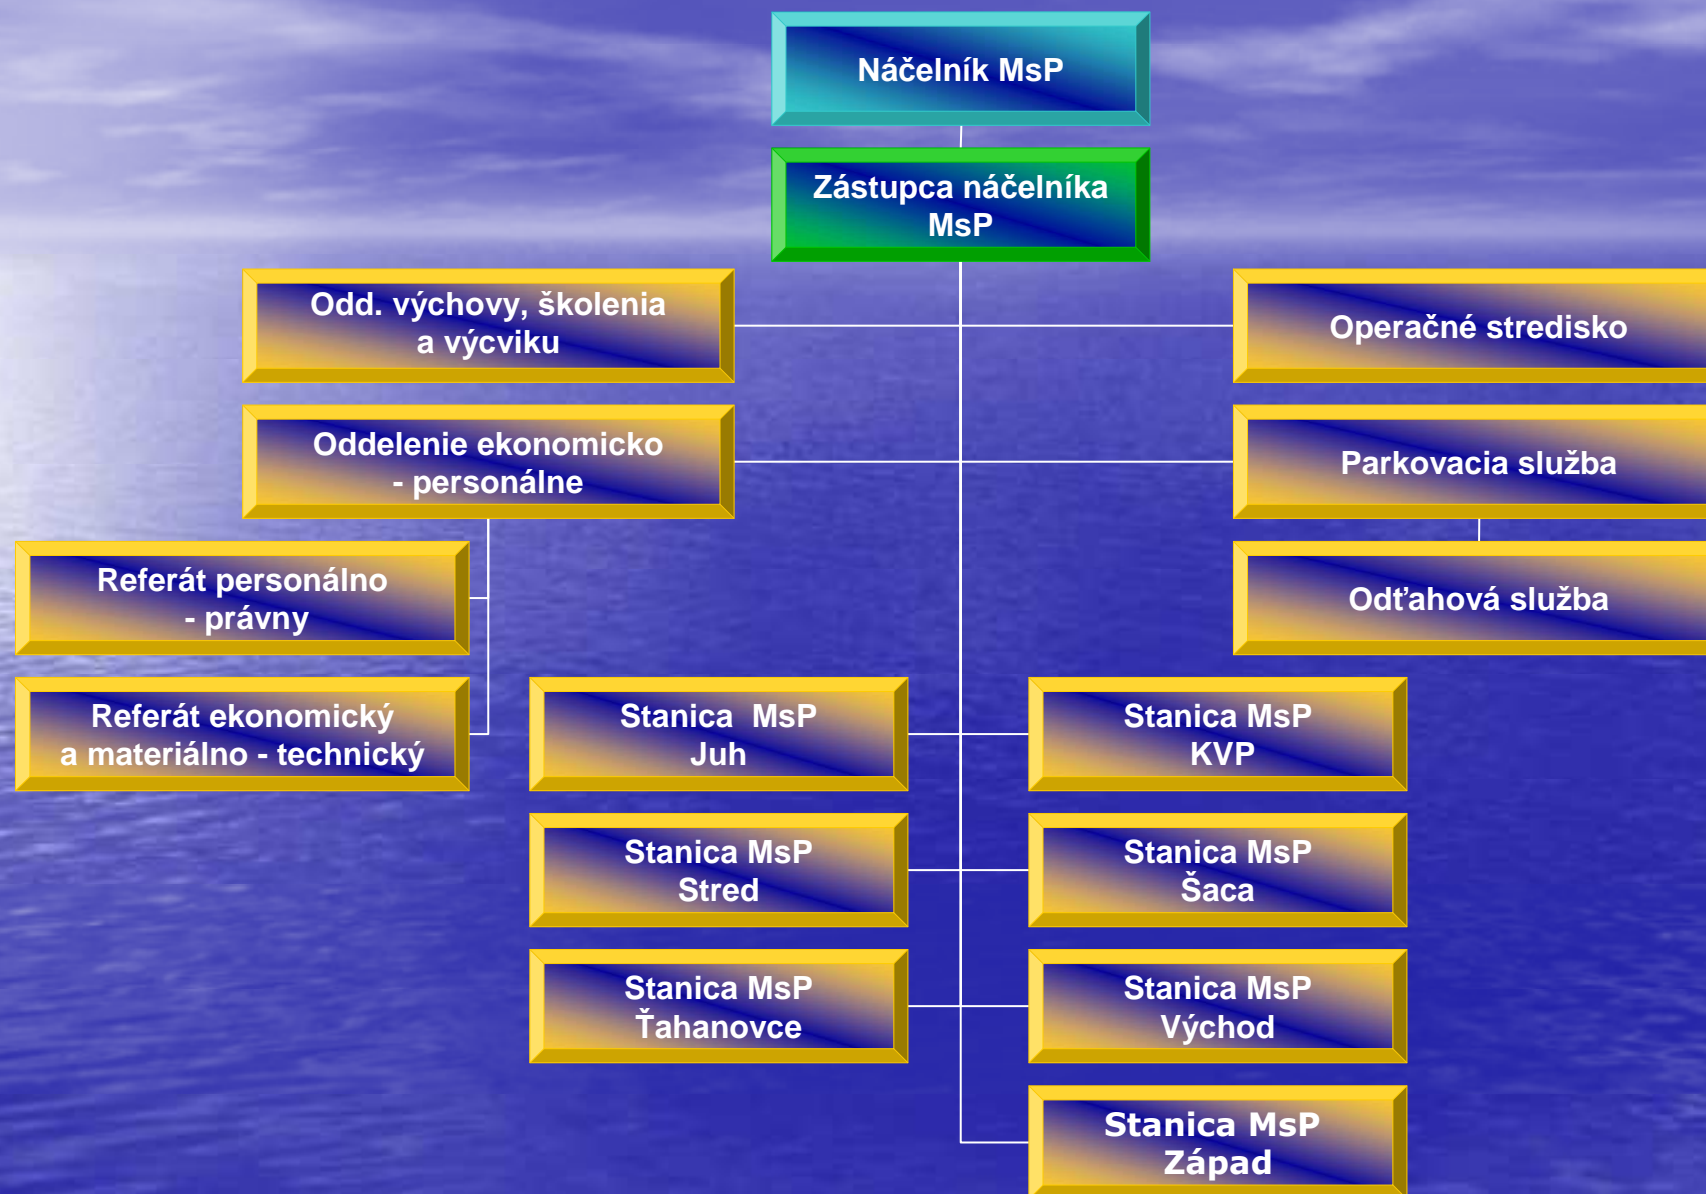 Náčelník MsP
Zástupca náčelníka
MsP
Odd. výchovy, školenia
a výcviku
Operačné stredisko
Oddelenie ekonomicko
- personálne
Parkovacia služba
Referát personálno
- právny
Odťahová služba
Referát ekonomický
a materiálno - technický
Stanica  MsP
Juh
Stanica MsP
KVP
Stanica MsP
Stred
Stanica MsP
Šaca
Stanica MsP
Ťahanovce
Stanica MsP
Východ
Stanica MsP
Západ